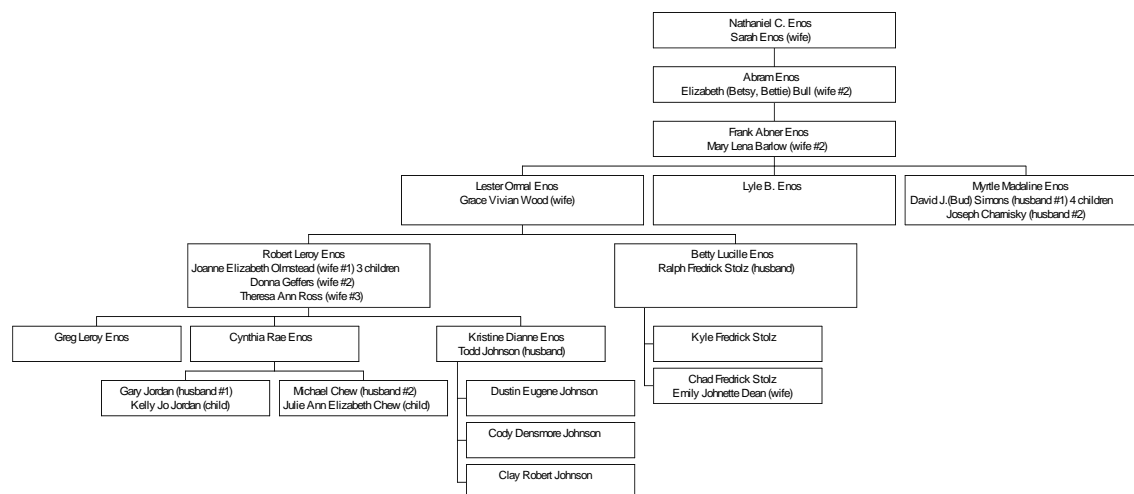 Nathaniel C. Enos
Sarah Enos (wife)
Abram Enos
Elizabeth (Betsy, Bettie) Bull (wife #2)
Frank Abner Enos
Mary Lena Barlow (wife #2)
Lester Ormal Enos
Grace Vivian Wood (wife)
Lyle B. Enos
Myrtle Madaline Enos
David J.(Bud) Simons (husband #1) 4 children
Joseph Charnisky (husband #2)
Robert Leroy Enos
Joanne Elizabeth Olmstead (wife #1) 3 children
Donna Geffers (wife #2)
Theresa Ann Ross (wife #3)
Betty Lucille Enos
Ralph Fredrick Stolz (husband)
Greg Leroy Enos
Cynthia Rae Enos
Kristine Dianne Enos
Todd Johnson (husband)
Kyle Fredrick Stolz
Gary Jordan (husband #1)
Kelly Jo Jordan (child)
Michael Chew (husband #2)
Julie Ann Elizabeth Chew (child)
Chad Fredrick Stolz
Emily Johnette Dean (wife)
Dustin Eugene Johnson
Cody Densmore Johnson
Clay Robert Johnson